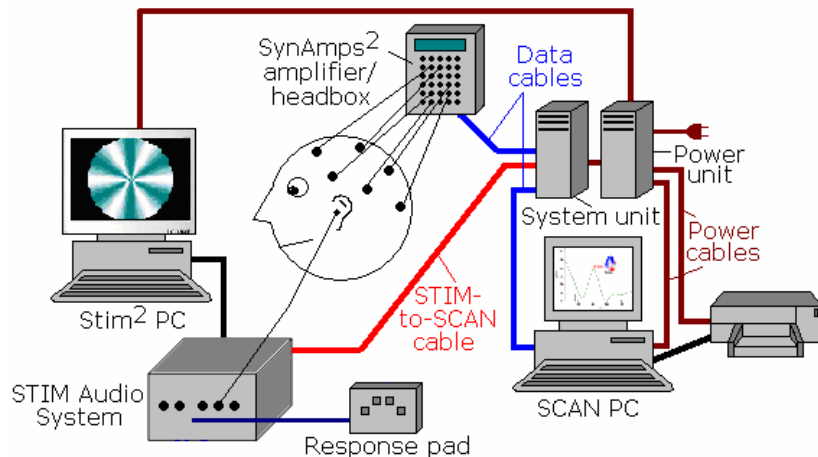 SynAmps²
amplifier/
headbox
Data
cables
Power
unit
System unit
Power
cables
STIM-
to-SCAN
cable
Stim² PC
STIM Audio
System
Response pad
SCAN PC